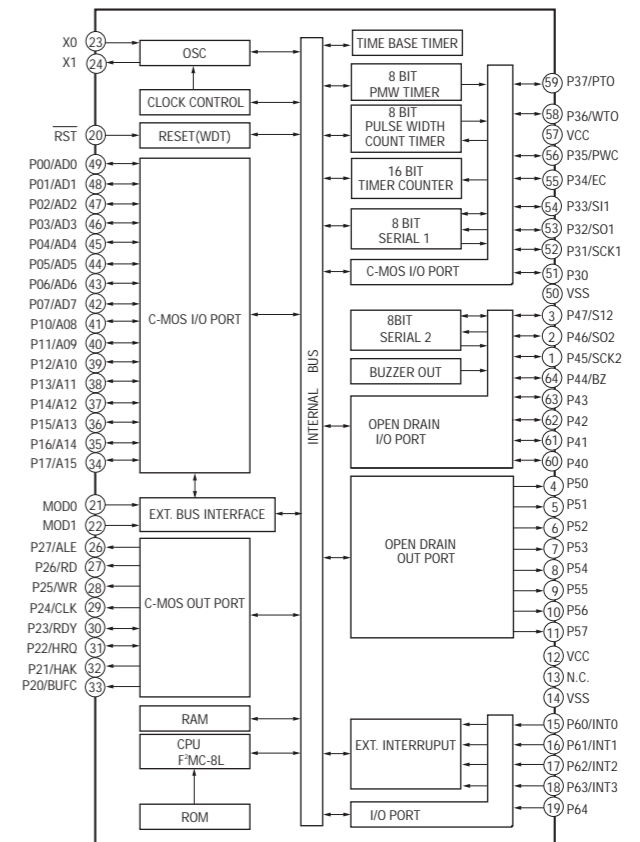 X0 23
X1 24
OSC
CLOCK CONTROL
RST 20
RESET(WDT)
P00/AD0 49
P01/AD1 48
P02/AD2 47
P03/AD3 46
P04/AD4 45
P05/AD5 44
P06/AD6 43
P07/AD7 42
P10/A08 41
P11/A09 40
P12/A10 39
P13/A11 38
P14/A12 37
P15/A13 36
P16/A14 35
P17/A15 34
C-MOS I/O PORT
MOD0 21
MOD1 22
EXT. BUS INTERFACE
P27/ALE 26
P26/RD 27
P25/WR 28
P24/CLK 29
P23/RDY 30
P22/HRQ 31
P21/HAK 32
P20/BUFC 33
C-MOS OUT PORT
RAM
CPU
F²MC-8L
ROM
INTERNAL BUS
TIME BASE TIMER
8 BIT
PMW TIMER
8 BIT
PULSE WIDTH
COUNT TIMER
16 BIT
TIMER COUNTER
8 BIT
SERIAL 1
C-MOS I/O PORT
59 P37/PTO
58 P36/WTO
57 VCC
56 P35/PWC
55 P34/EC
54 P33/SI1
53 P32/SO1
52 P31/SCK1
51 P30
50 VSS
8BIT
SERIAL 2
BUZZER OUT
OPEN DRAIN
I/O PORT
3 P47/S12
2 P46/SO2
1 P45/SCK2
64 P44/BZ
63 P43
62 P42
61 P41
60 P40
OPEN DRAIN
OUT PORT
4 P50
5 P51
6 P52
7 P53
8 P54
9 P55
10 P56
11 P57
12 VCC
13 N.C.
14 VSS
EXT. INTERRUPUT
I/O PORT
15 P60/INT0
16 P61/INT1
17 P62/INT2
18 P63/INT3
19 P64